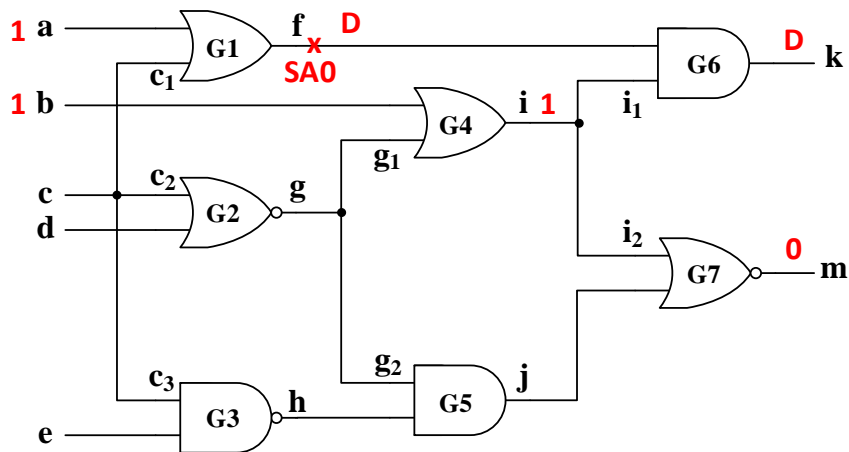 f D
1 a G1 x D k
SA0 G6
c₁
1 b i 1 i₁
G4
g₁
c c₂ g
G2
d i₂ 0
G7 m
g₂ j
c₃ h G5
G3
e